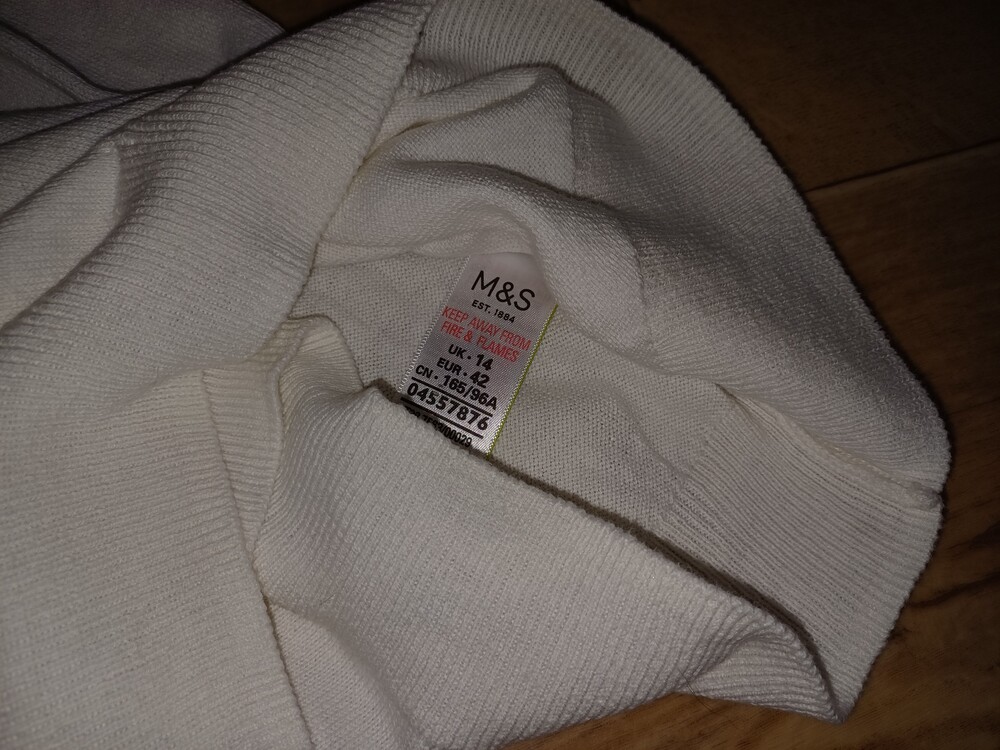 M&S
EST. 1884
KEEP AWAY FROM
FIRE & FLAMES
UK · 14
EUR · 42
CN · 165/96A
04557876